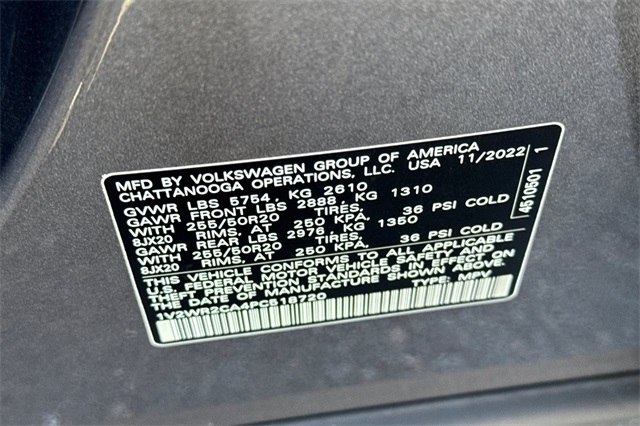 MFD BY VOLKSWAGEN GROUP OF AMERICA
CHATTANOOGA OPERATIONS, LLC. USA 11/2022
GVWR LBS 5754, KG 2610
GAWR FRONT LBS 2888, KG 1310
WITH 255/50R20 TIRES, 36 PSI COLD
8JX20 RIMS, AT 250 KPA,
GAWR REAR LBS 2976, KG 1350
WITH 255/50R20 TIRES, 36 PSI COLD
8JX20 RIMS, AT 250 KPA,
THIS VEHICLE CONFORMS TO ALL APPLICABLE
U.S. FEDERAL MOTOR VEHICLE SAFETY AND
THEFT PREVENTION STANDARDS IN EFFECT ON
THE DATE OF MANUFACTURE SHOWN ABOVE.
1V2WR2CA4PC518720 TYPE: MPV
4510501 1